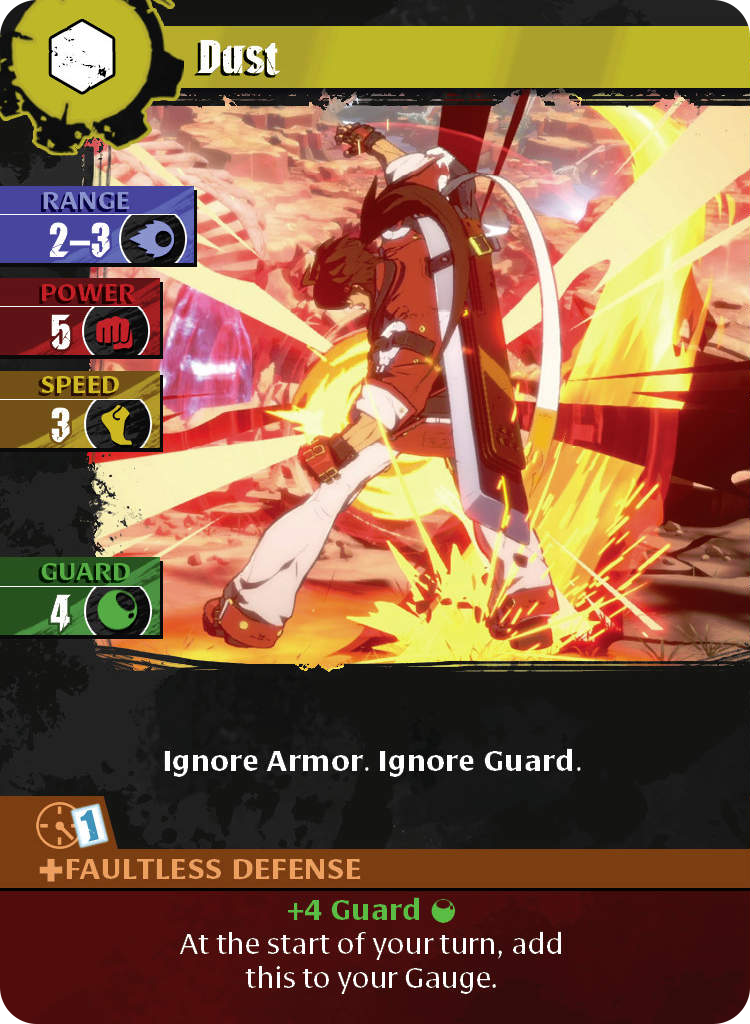 Dust
RANGE
2–3
POWER
5
SPEED
3
GUARD
4
Ignore Armor. Ignore Guard.
1
+FAULTLESS DEFENSE
+4 Guard
At the start of your turn, add
this to your Gauge.